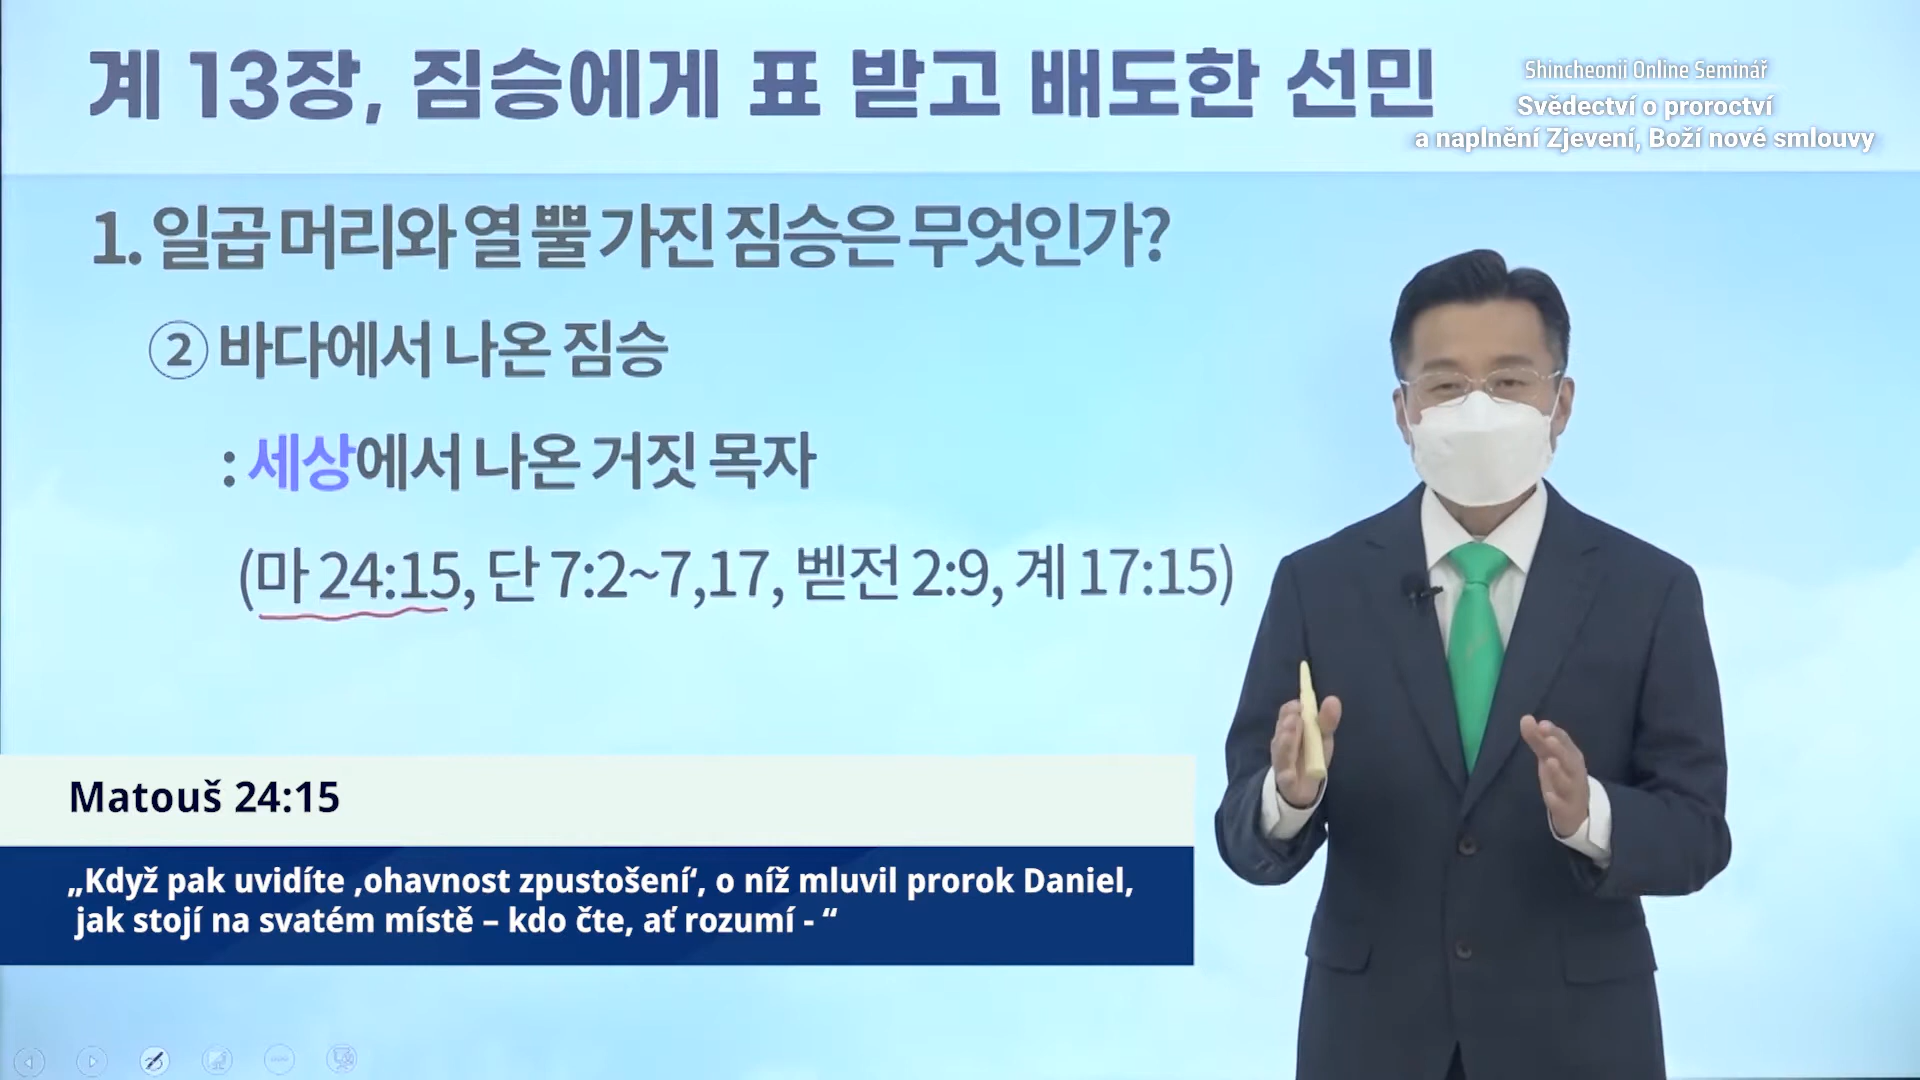 계 13장, 짐승에게 표 받고 배도한 선민
Shincheonji Online Seminář
Svědectví o proroctví
a naplnění Zjevení, Boží nové smlouvy
1. 일곱 머리와 열 뿔 가진 짐승은 무엇인가?
② 바다에서 나온 짐승
: 세상에서 나온 거짓 목자
(마 24:15, 단 7:2~7,17, 벧전 2:9, 계 17:15)
Matouš 24:15
„Když pak uvidíte ‚ohavnost zpustošení‘, o níž mluvil prorok Daniel,
jak stojí na svatém místě – kdo čte, ať rozumí - “